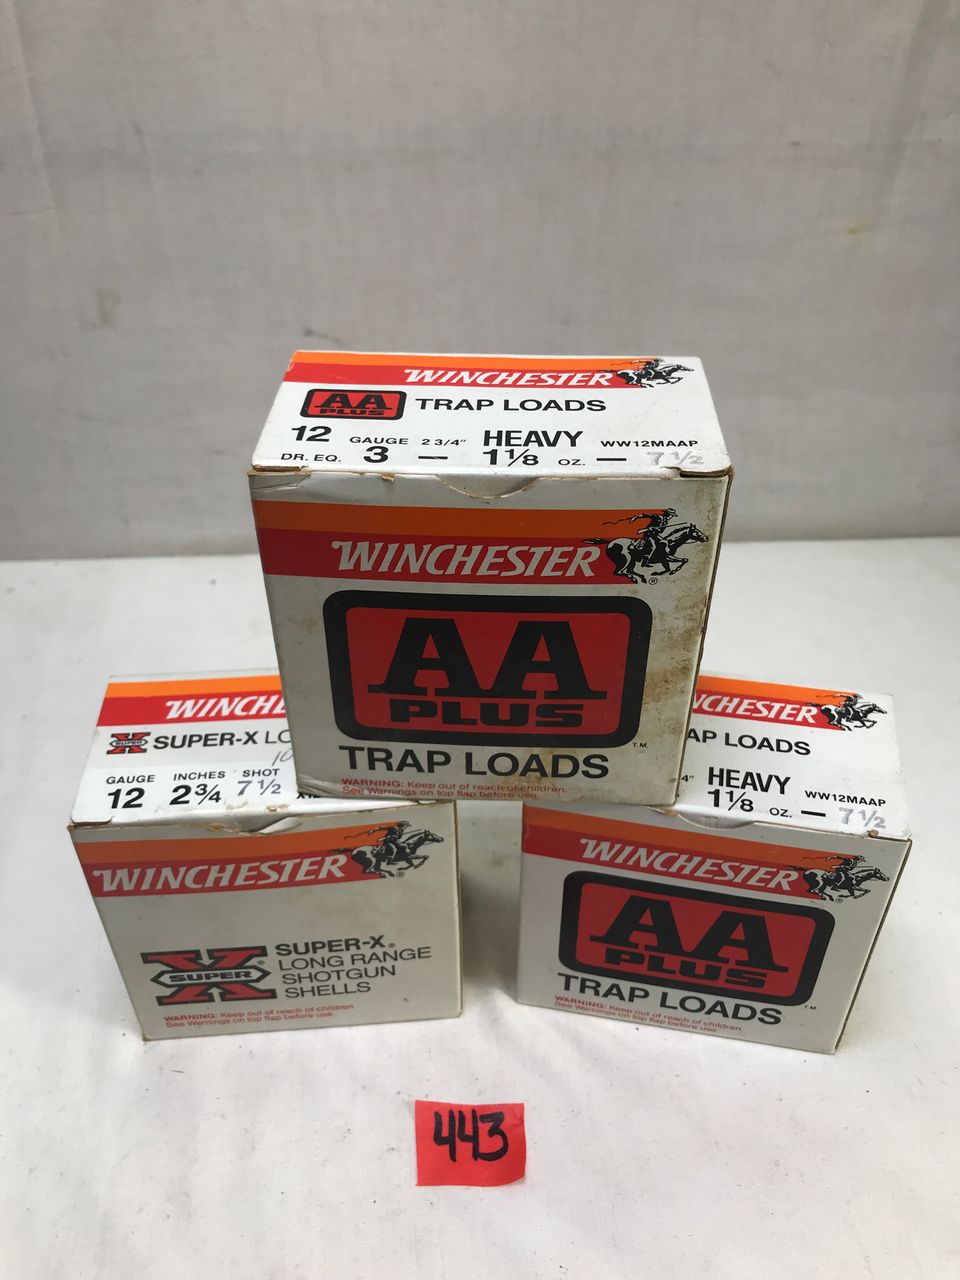 WINCHESTER
AA
PLUS
TRAP LOADS
12 GAUGE 2 3/4" HEAVY WW12MAAP
DR. EQ. 3 — 1 1/8 OZ. — 7 1/2
WINCHESTER
®
AA
PLUS
TM
TRAP LOADS
WARNING: Keep out of reach of children.
See Warnings on top flap before use.
WINCHE
X SUPER
SUPER-X LO
10
GAUGE INCHES SHOT
12 2 3/4 7 1/2
WINCHESTER
®
X SUPER ®
SUPER-X®
LONG RANGE
SHOTGUN
SHELLS
WARNING: Keep out of reach of children.
See Warnings on top flap before use.
NCHESTER
AP LOADS
4" HEAVY WW12MAAP
1 1/8 OZ. — 7 1/2
WINCHESTER
®
AA
PLUS
TM
TRAP LOADS
WARNING: Keep out of reach of children.
See Warnings on top flap before use.
443